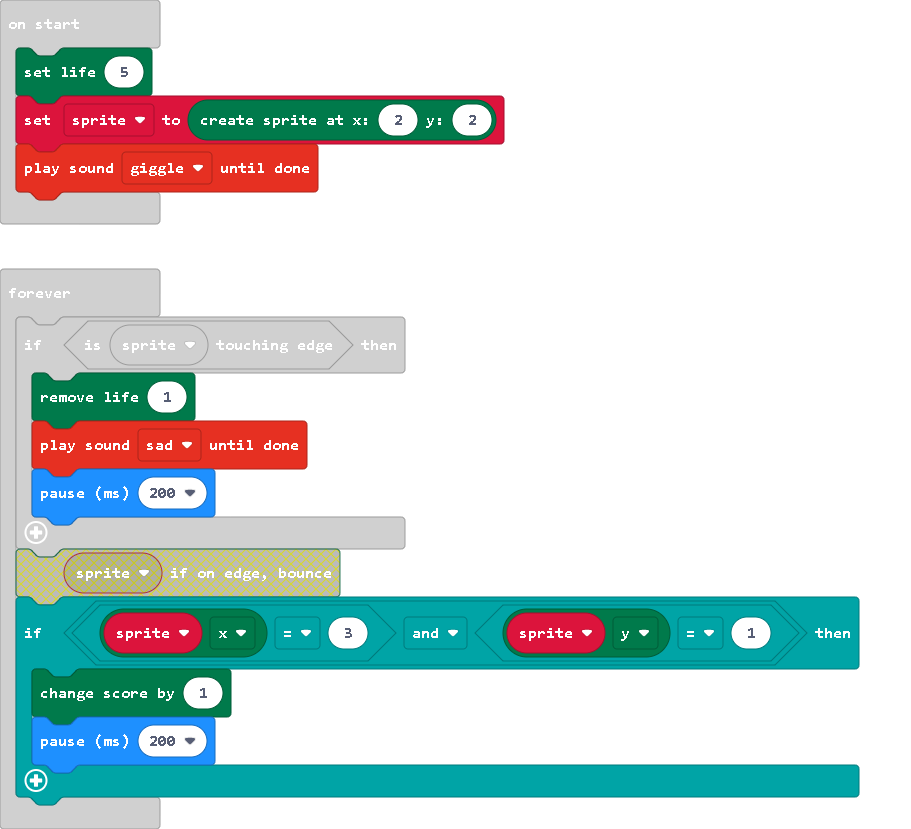 on start
set life 5
set sprite to create sprite at x: 2 y: 2
play sound giggle until done
forever
if is sprite touching edge then
remove life 1
play sound sad until done
pause (ms) 200
sprite if on edge, bounce
if sprite x = 3 and sprite y = 1 then
change score by 1
pause (ms) 200